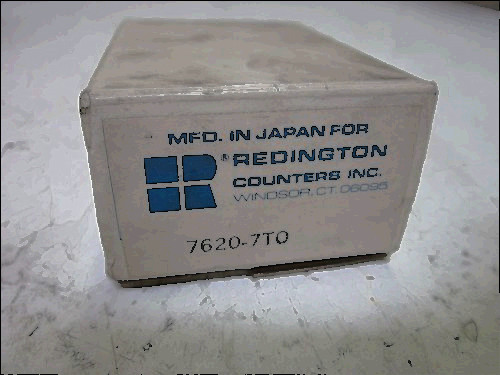 MFD. IN JAPAN FOR
® REDINGTON
COUNTERS INC.
WINDSOR, CT. 06095
7620-7TO